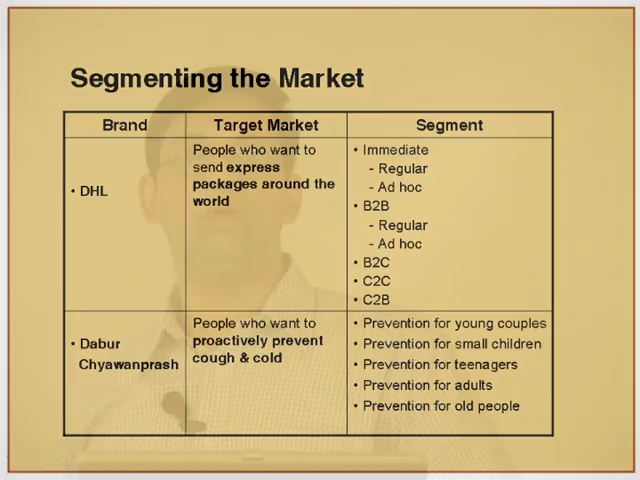 Segmenting the Market
Brand
Target Market
Segment
• DHL
People who want to
send express
packages around the
world
• Immediate
- Regular
- Ad hoc
• B2B
- Regular
- Ad hoc
• B2C
• C2C
• C2B
• Dabur
Chyawanprash
People who want to
proactively prevent
cough & cold
• Prevention for young couples
• Prevention for small children
• Prevention for teenagers
• Prevention for adults
• Prevention for old people